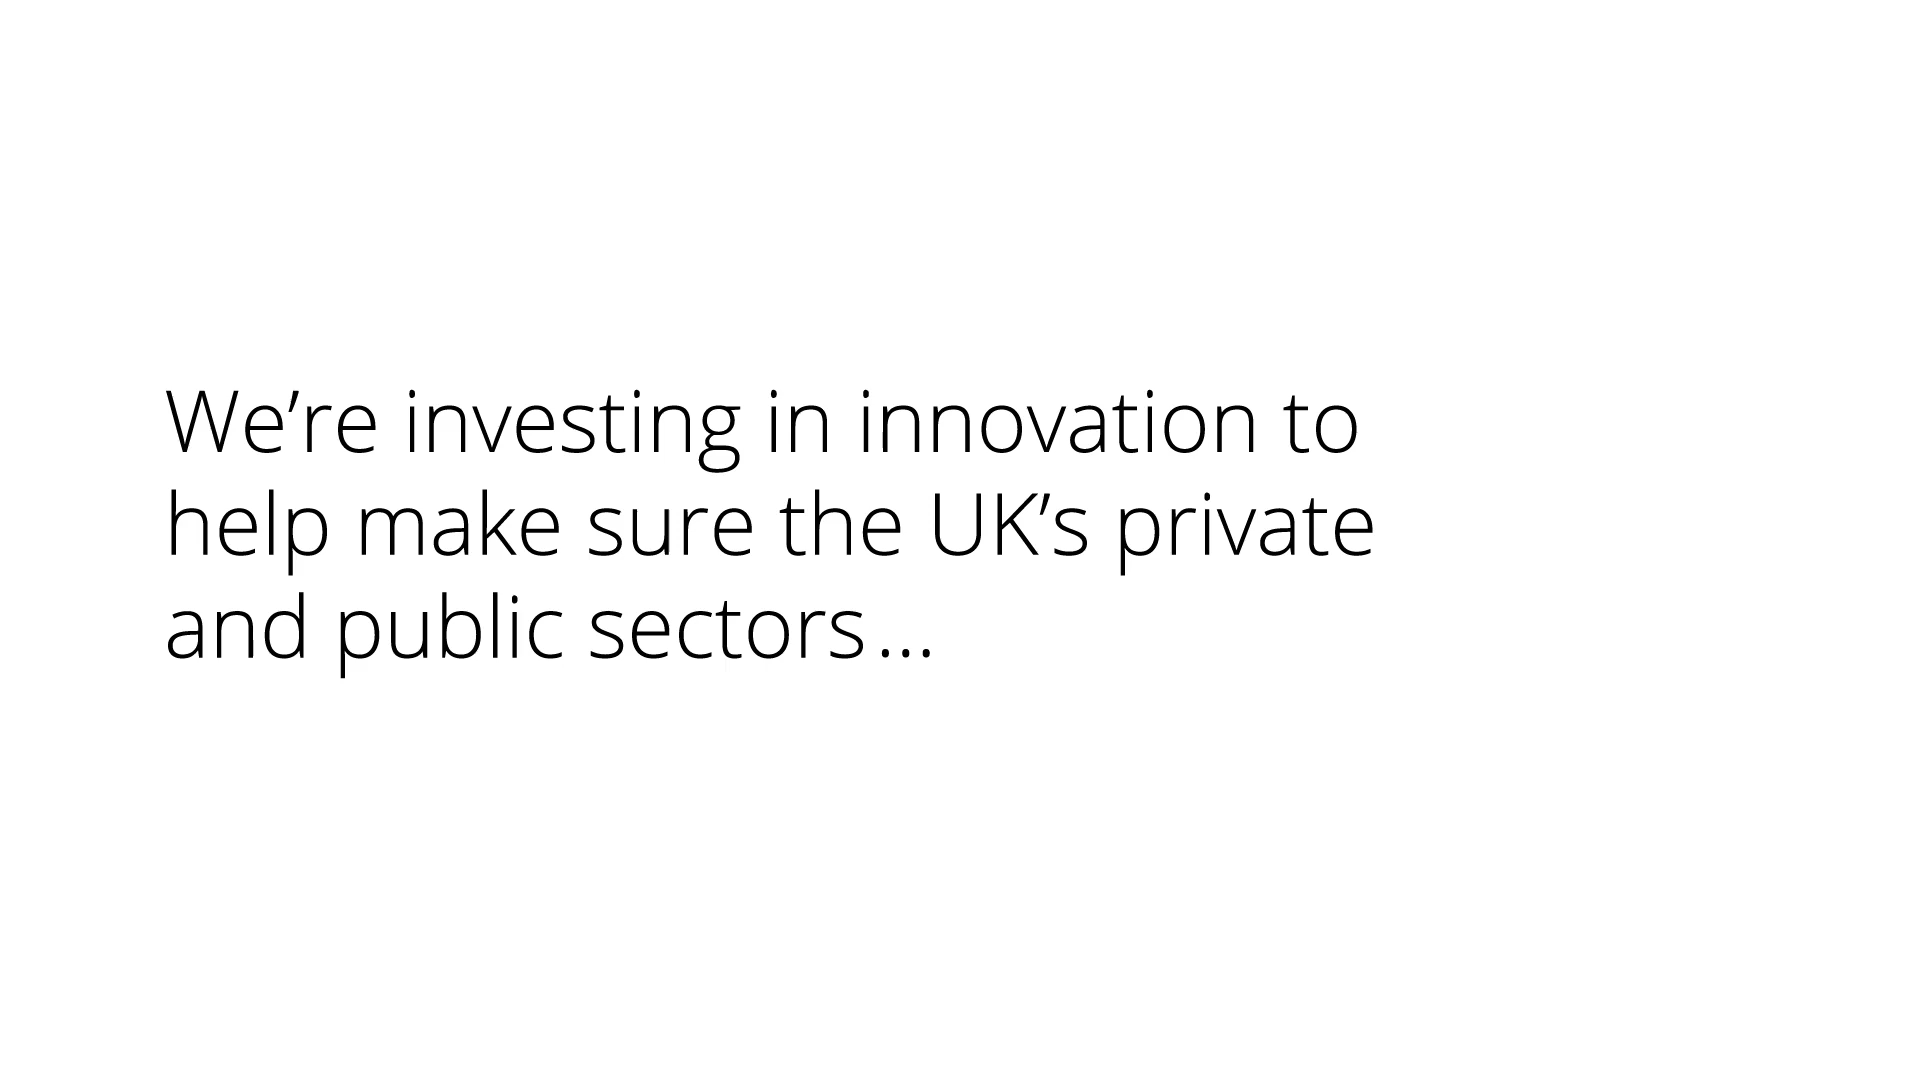 We’re investing in innovation to
help make sure the UK’s private
and public sectors...